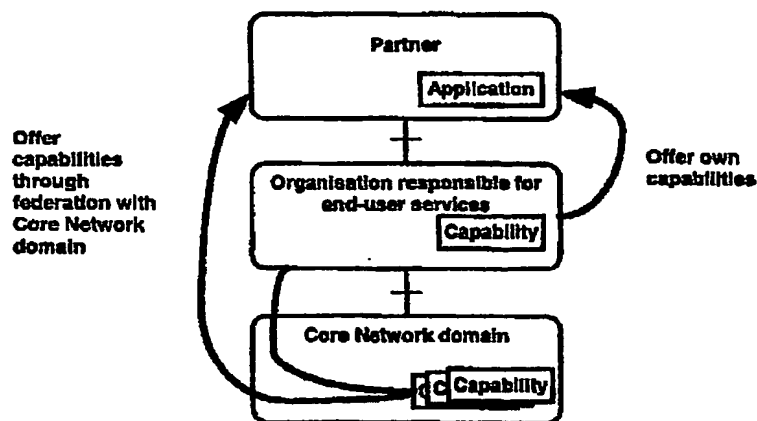 Partner
Application
Offer
capabilities
through
federation with
Core Network
domain
Offer own
capabilities
Organisation responsible for
end-user services
Capability
Core Network domain
C C Capability